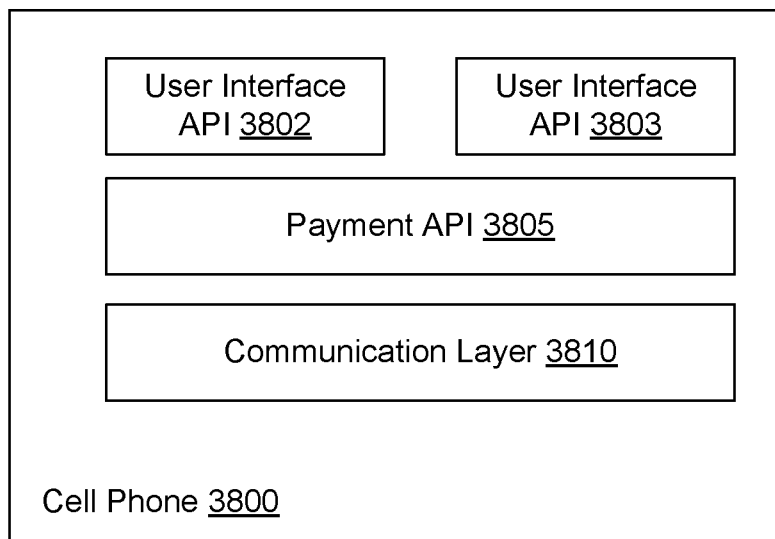 User Interface
API 3802
User Interface
API 3803
Payment API 3805
Communication Layer 3810
Cell Phone 3800